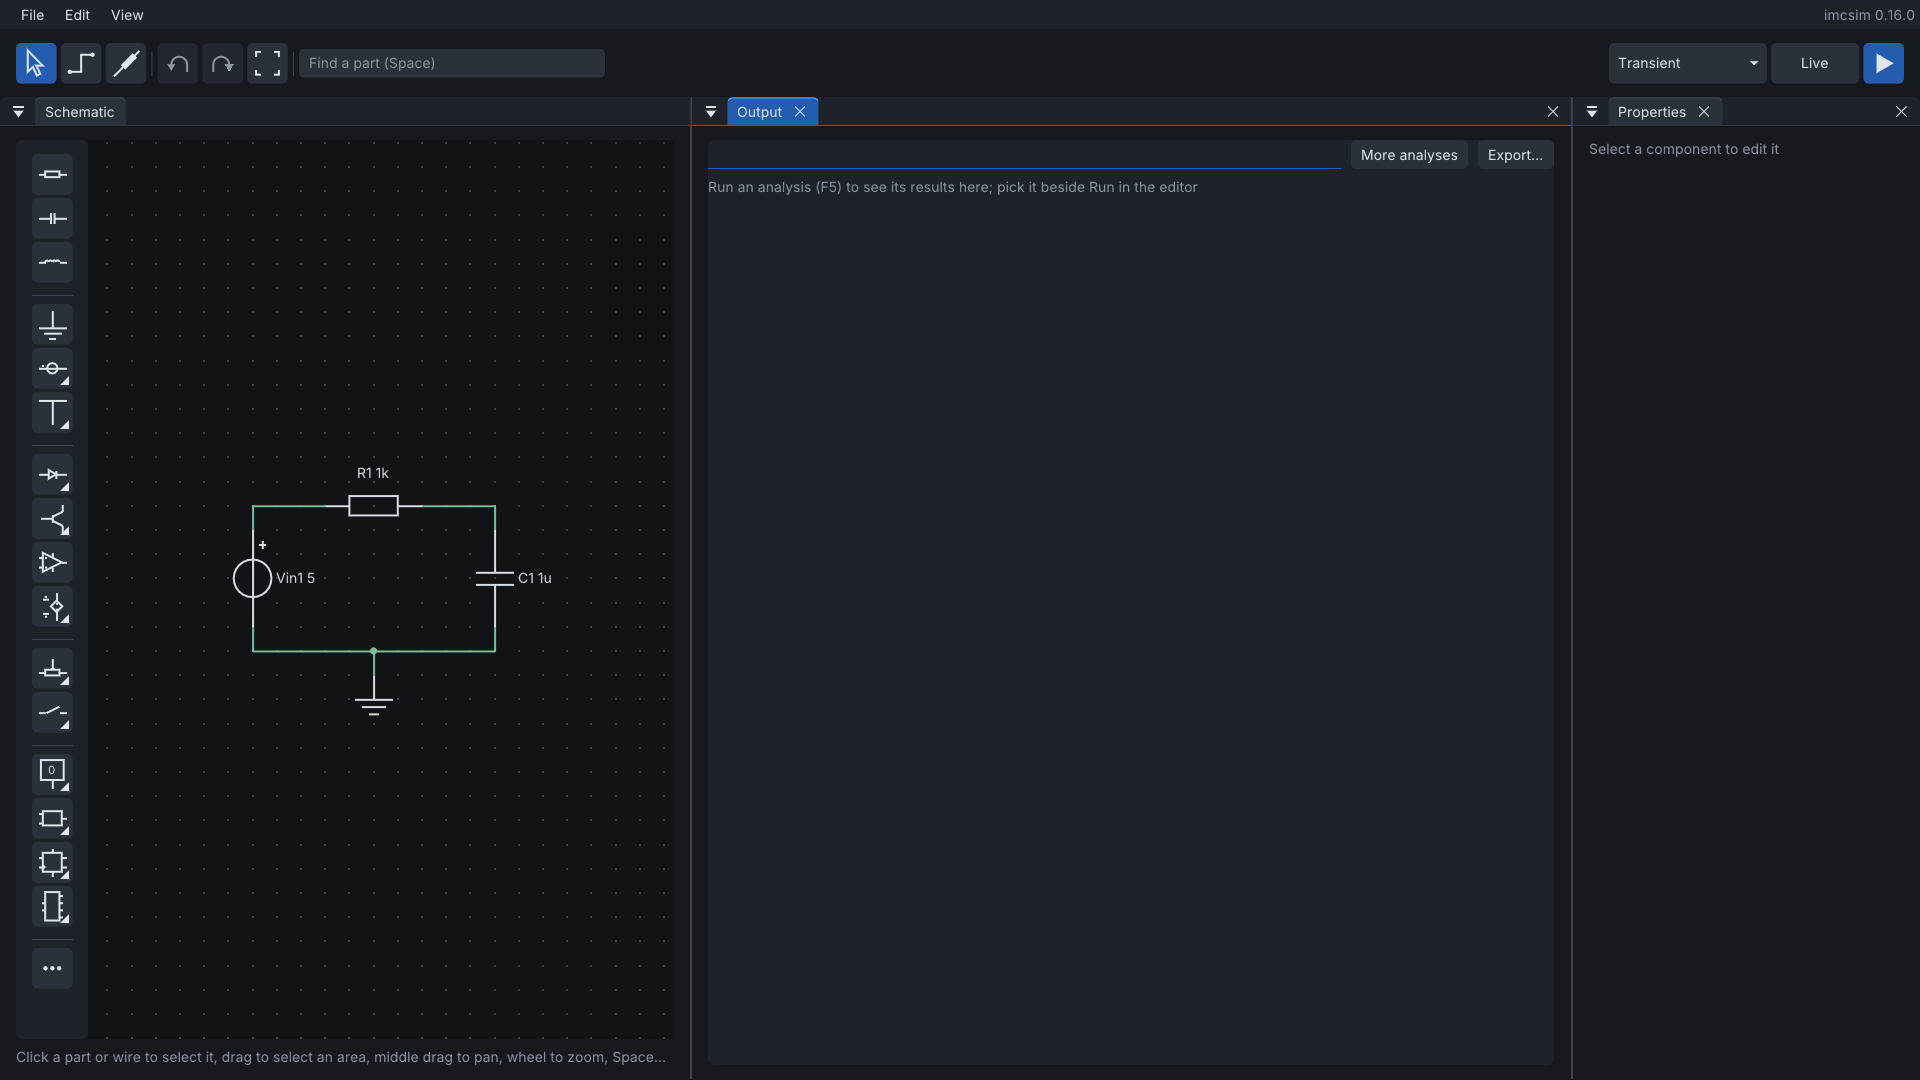 File Edit View imcsim 0.16.0
Find a part (Space) Transient Live
Schematic Output Properties
More analyses Export...
Select a component to edit it
Run an analysis (F5) to see its results here; pick it beside Run in the editor
R1 1k
+
Vin1 5
C1 1u
0
Click a part or wire to select it, drag to select an area, middle drag to pan, wheel to zoom, Space...